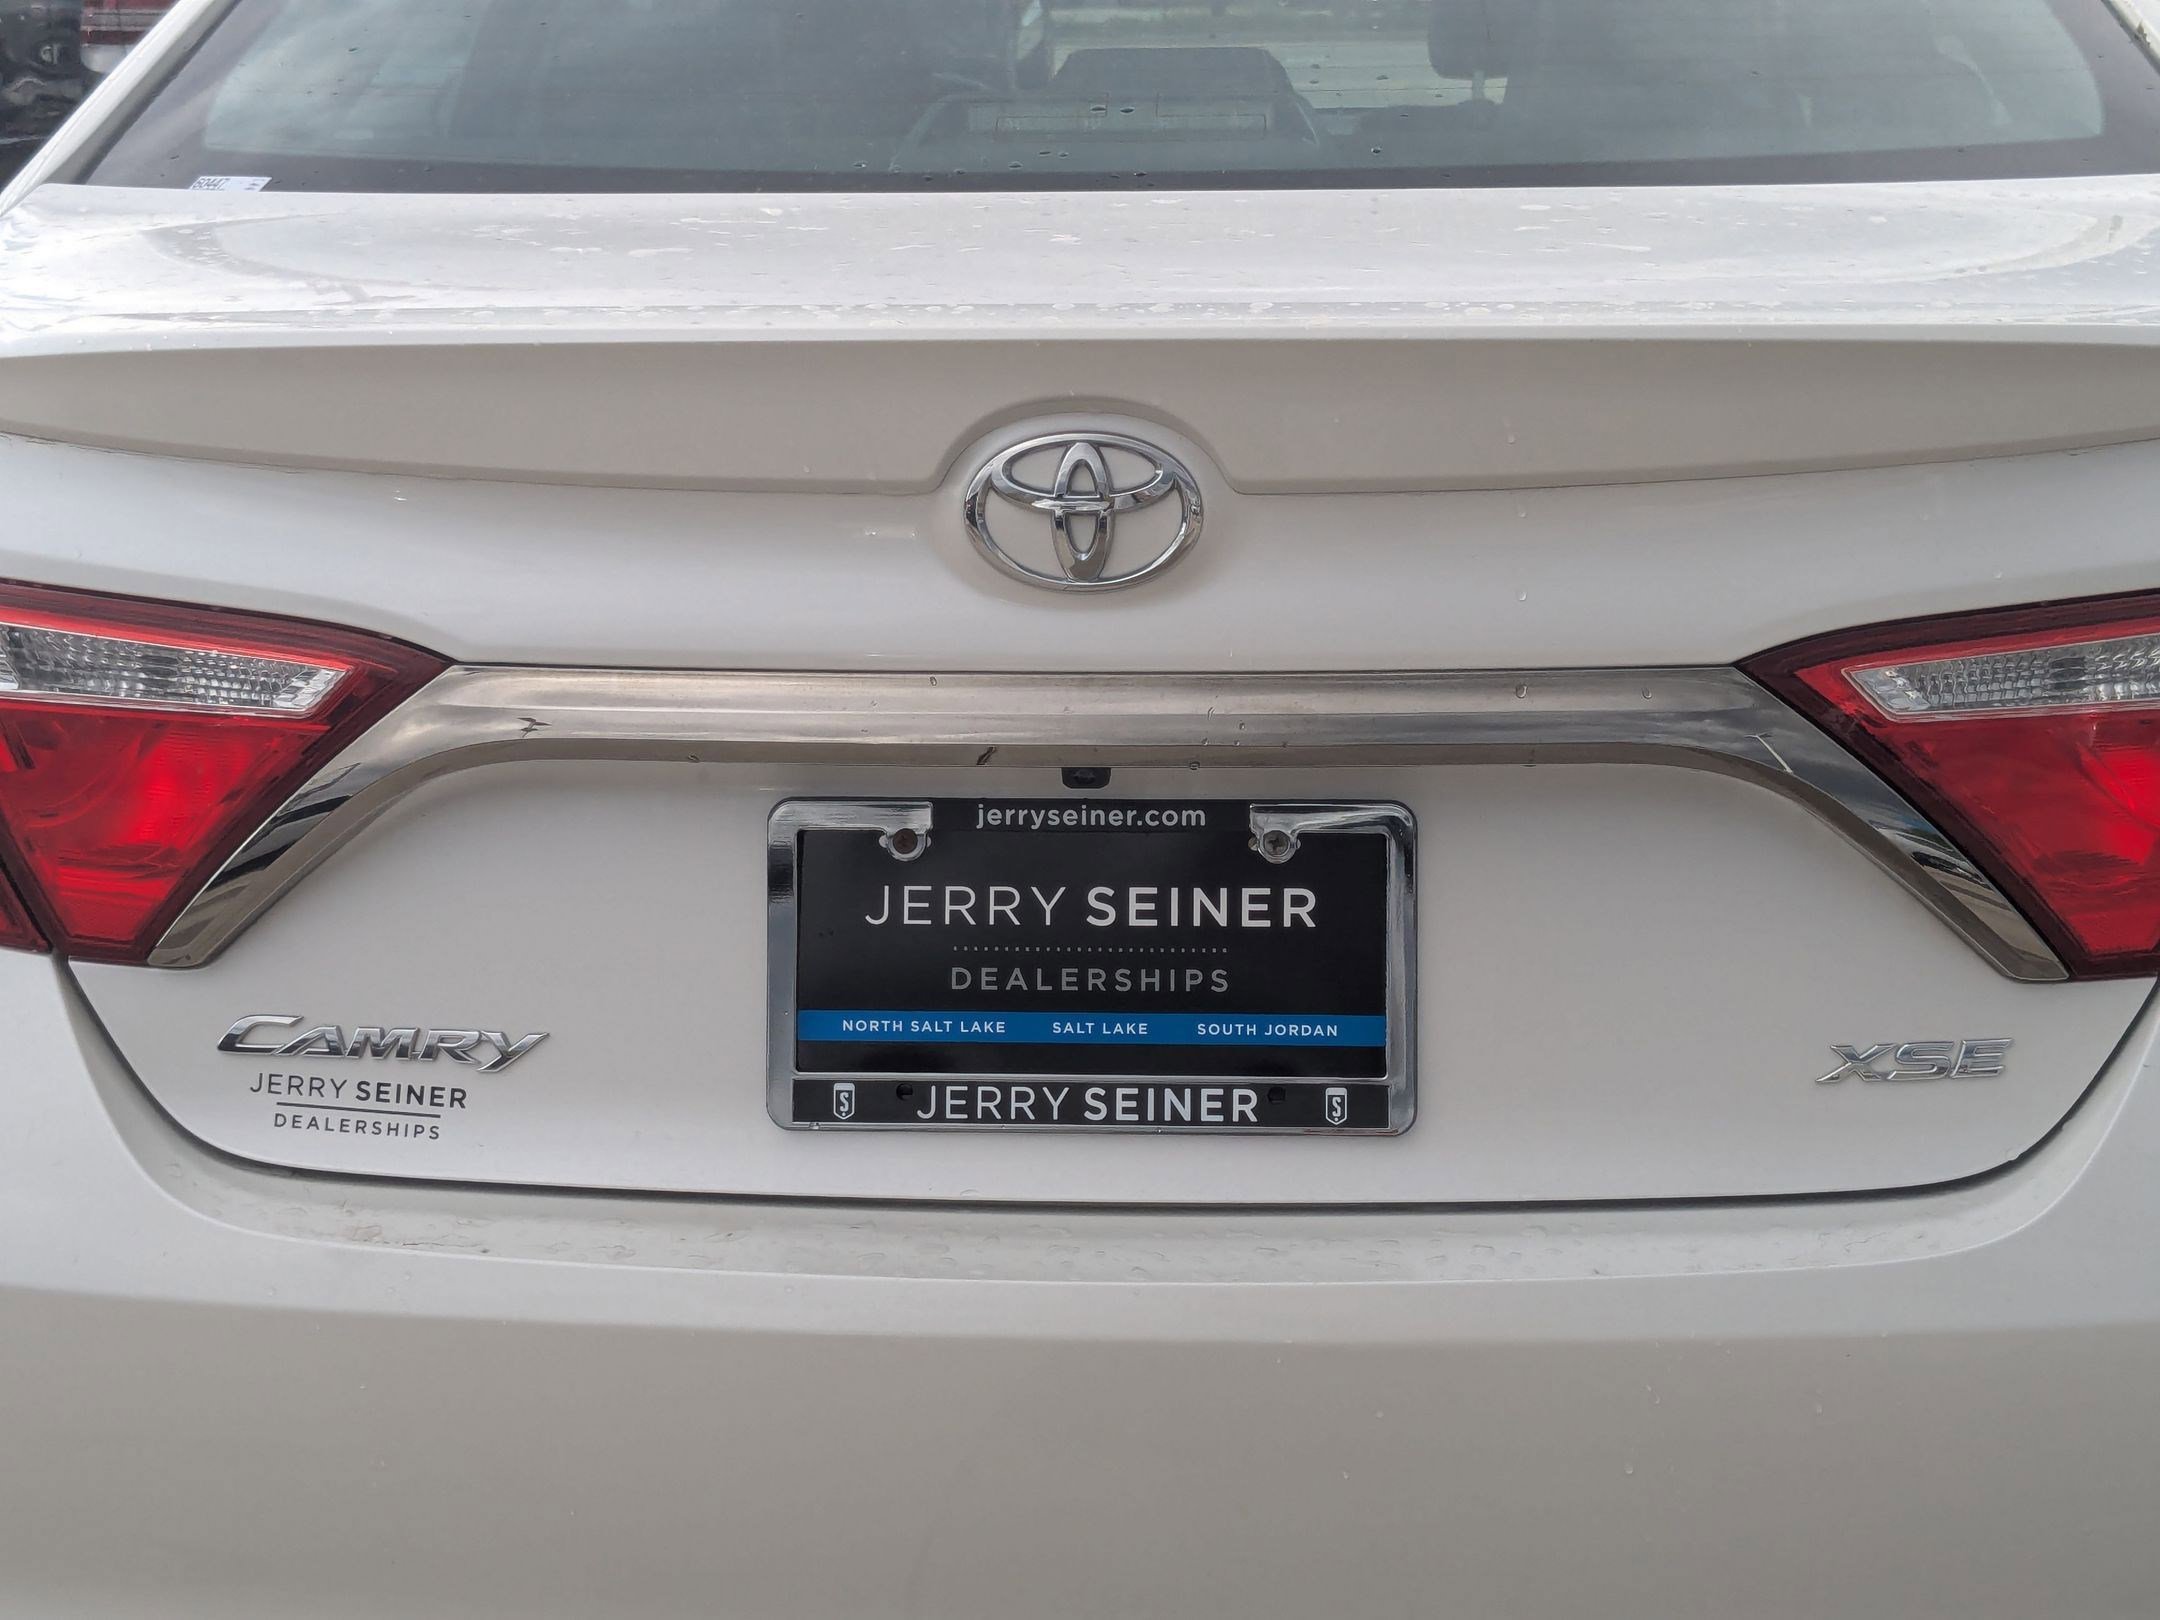 60447
jerryseiner.com
JERRY SEINER
DEALERSHIPS
NORTH SALT LAKE SALT LAKE SOUTH JORDAN
S JERRY SEINER S
CAMRY
JERRY SEINER
DEALERSHIPS
XSE